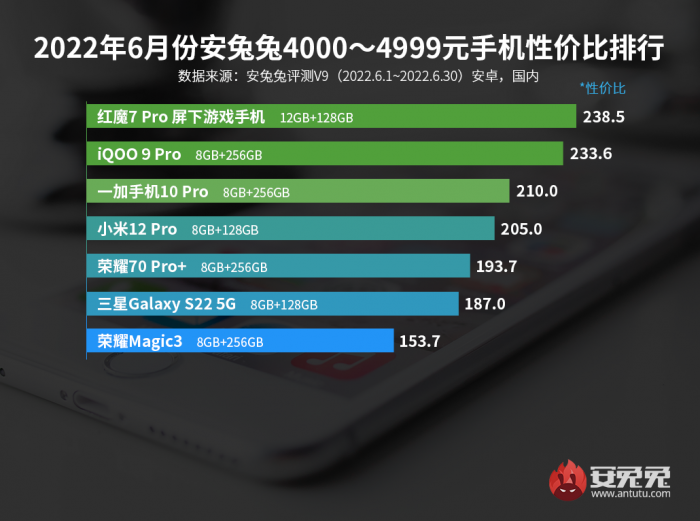 2022年6月份安兔兔4000～4999元手机性价比排行
数据来源：安兔兔评测V9（2022.6.1~2022.6.30）安卓，国内
*性价比
红魔7 Pro 屏下游戏手机 12GB+128GB 238.5
iQOO 9 Pro 8GB+256GB 233.6
一加手机10 Pro 8GB+256GB 210.0
小米12 Pro 8GB+128GB 205.0
荣耀70 Pro+ 8GB+256GB 193.7
三星Galaxy S22 5G 8GB+128GB 187.0
荣耀Magic3 8GB+256GB 153.7
安兔兔
www.antutu.com